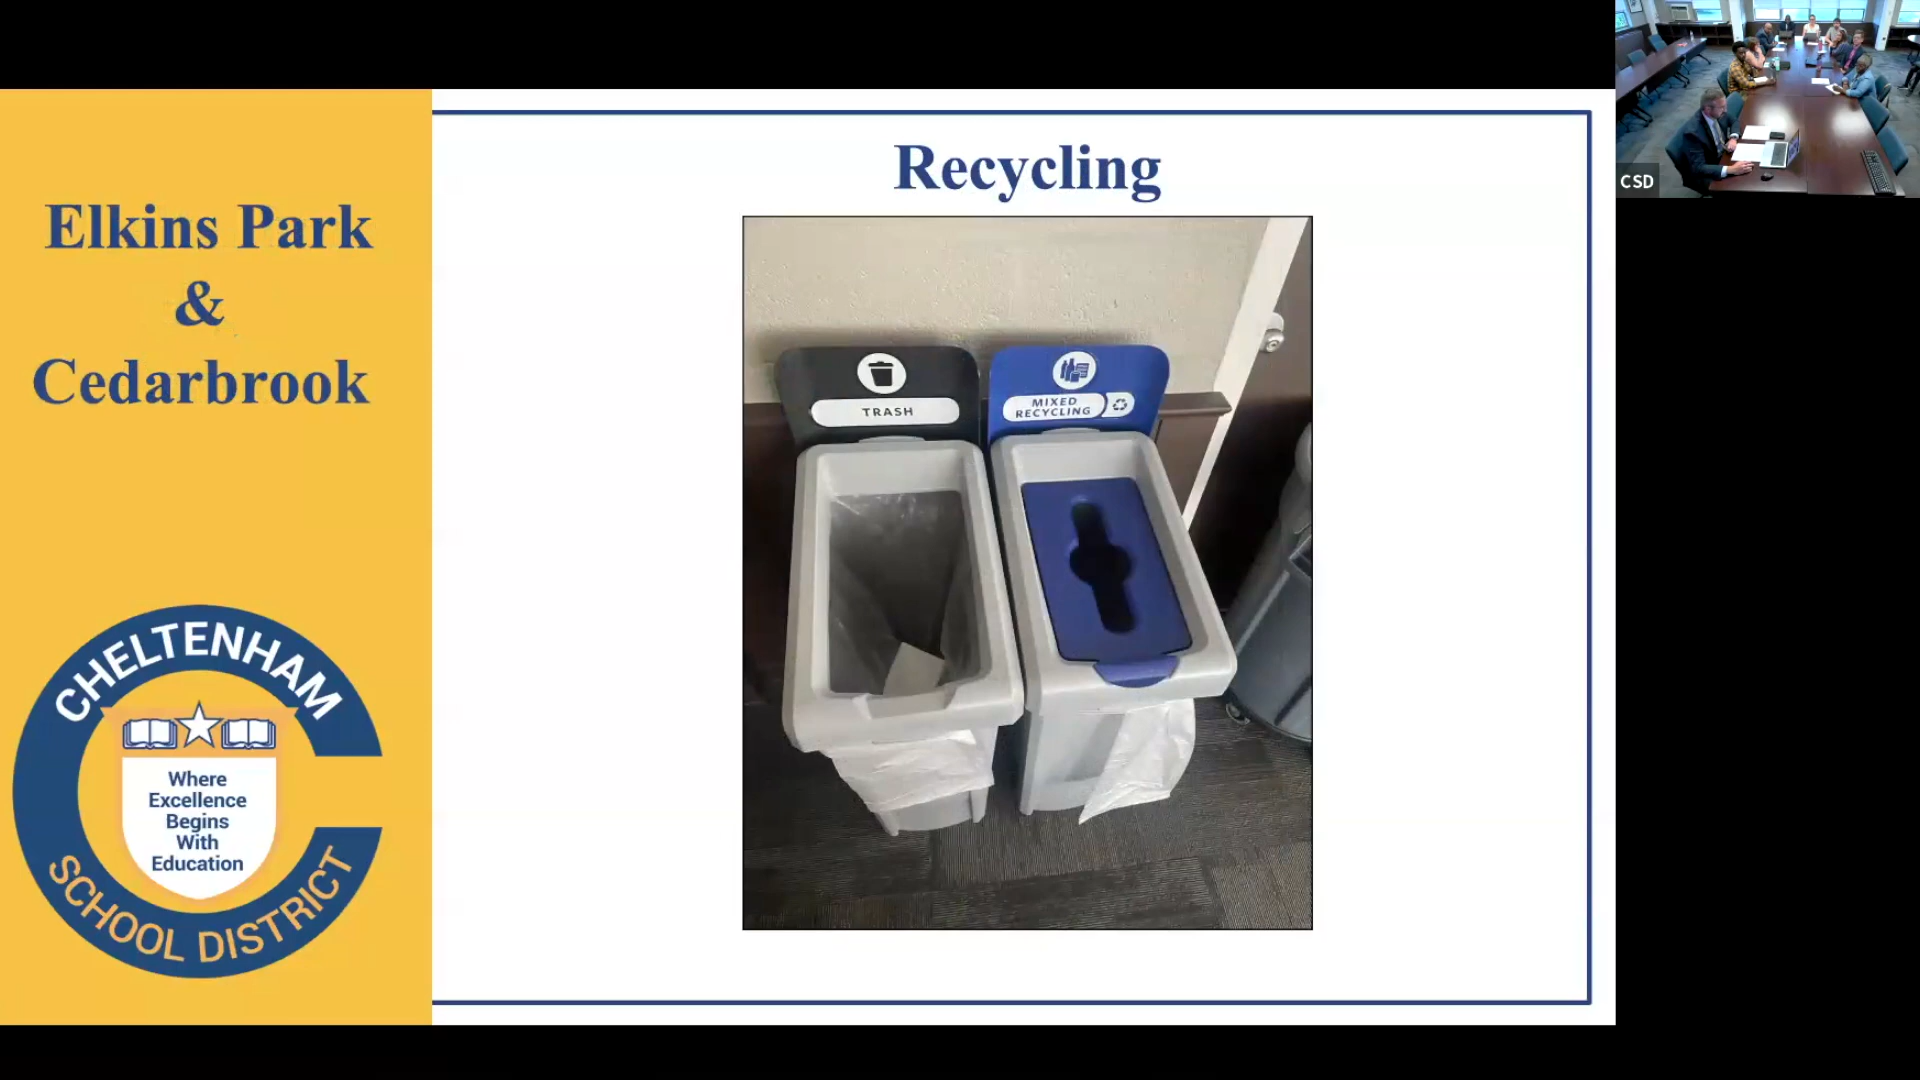 Elkins Park
&
Cedarbrook
CHELTENHAM
Where
Excellence
Begins
With
Education
SCHOOL DISTRICT
Recycling
TRASH
MIXED
RECYCLING
CSD